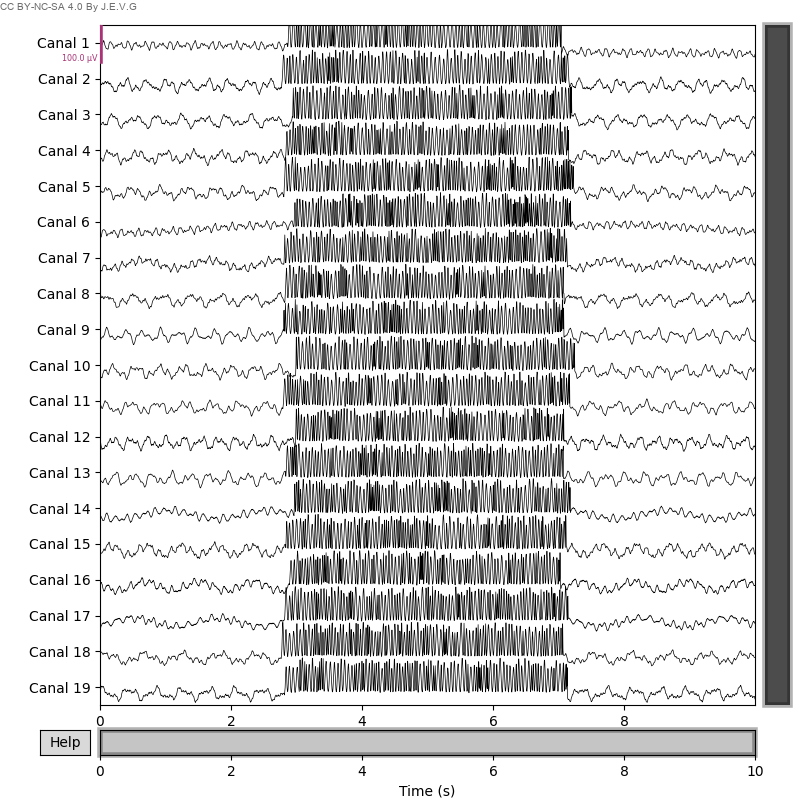 CC BY-NC-SA 4.0 By J.E.V.G
Canal 1
100.0 µV
Canal 2
Canal 3
Canal 4
Canal 5
Canal 6
Canal 7
Canal 8
Canal 9
Canal 10
Canal 11
Canal 12
Canal 13
Canal 14
Canal 15
Canal 16
Canal 17
Canal 18
Canal 19
0 2 4 6 8
Help
0 2 4 6 8 10
Time (s)